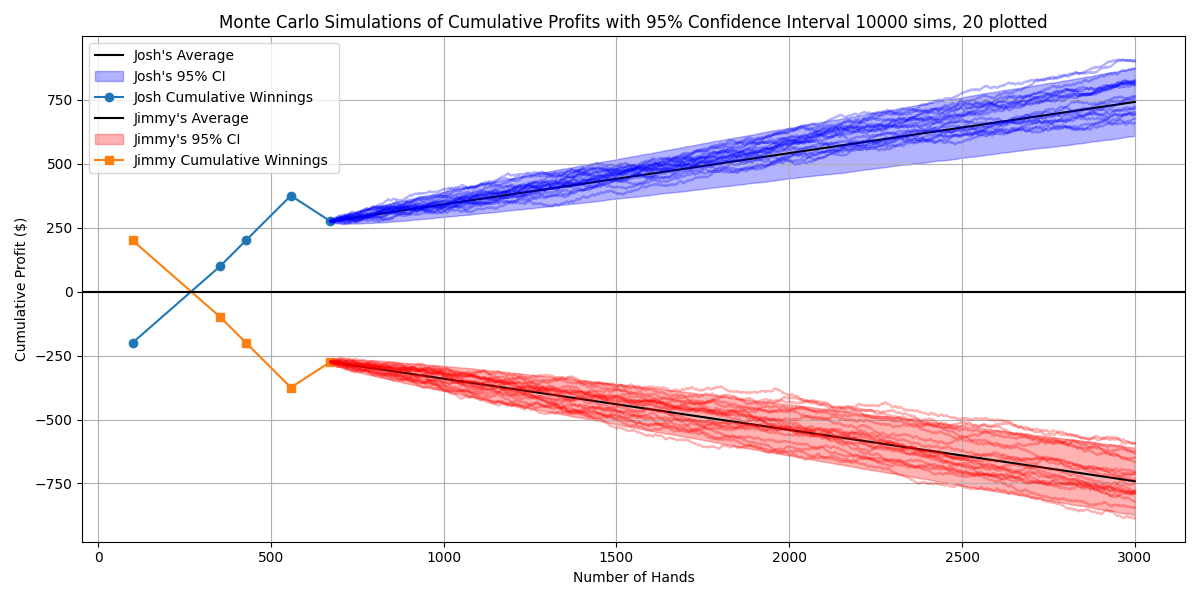 Monte Carlo Simulations of Cumulative Profits with 95% Confidence Interval 10000 sims, 20 plotted
Josh's Average
Josh's 95% CI
Josh Cumulative Winnings
Jimmy's Average
Jimmy's 95% CI
Jimmy Cumulative Winnings
Cumulative Profit ($)
750
500
250
0
−250
−500
−750
0 500 1000 1500 2000 2500 3000
Number of Hands